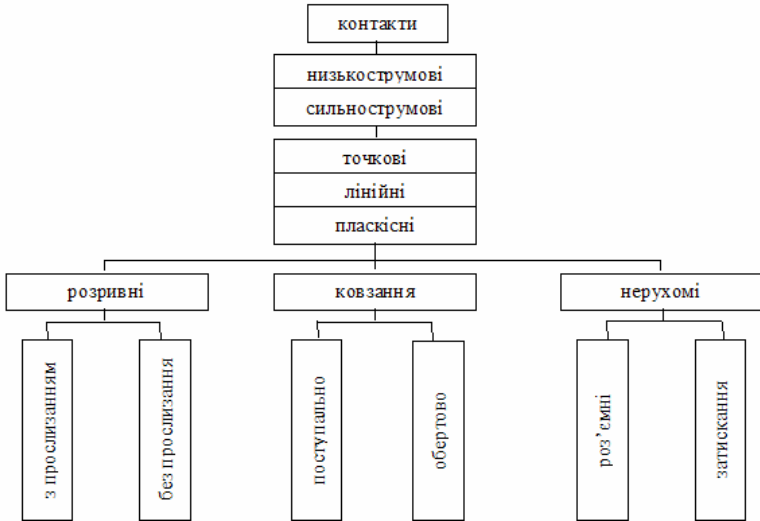 контакти
низькострумові
сильнострумові
точкові
лінійні
пласкісні
розривні
ковзання
нерухомі
з прослизанням
без прослизання
поступально
обертово
роз’ємні
затискання